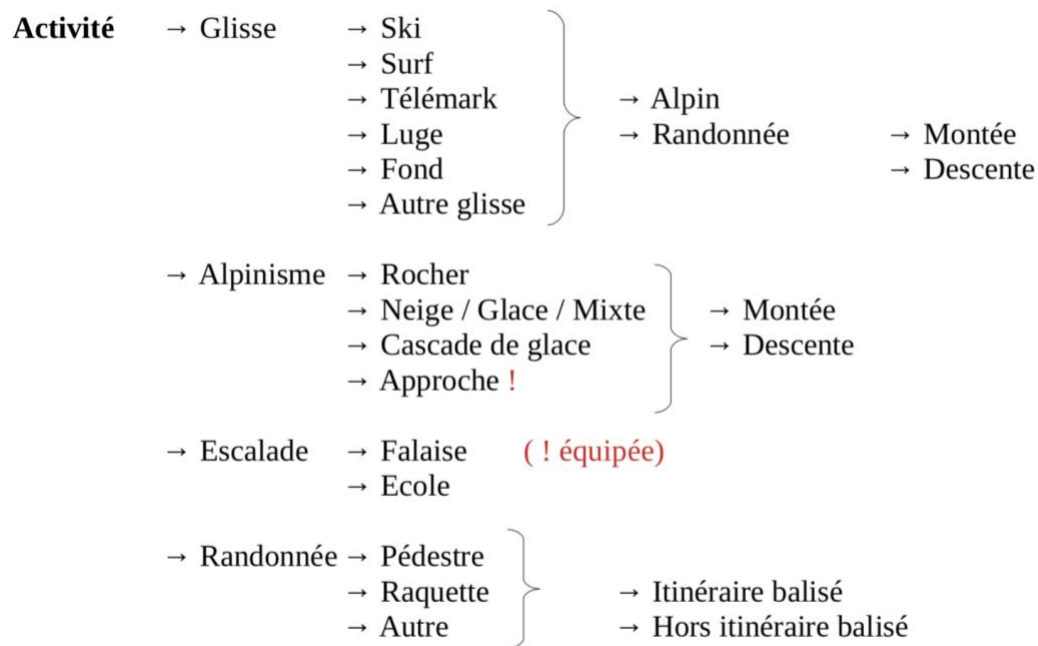 Activité → Glisse → Ski
→ Surf
→ Télémark → Alpin
→ Luge → Randonnée → Montée
→ Fond → Descente
→ Autre glisse
→ Alpinisme → Rocher
→ Neige / Glace / Mixte → Montée
→ Cascade de glace → Descente
→ Approche !
→ Escalade → Falaise ( ! équipée)
→ Ecole
→ Randonnée → Pédestre
→ Raquette → Itinéraire balisé
→ Autre → Hors itinéraire balisé